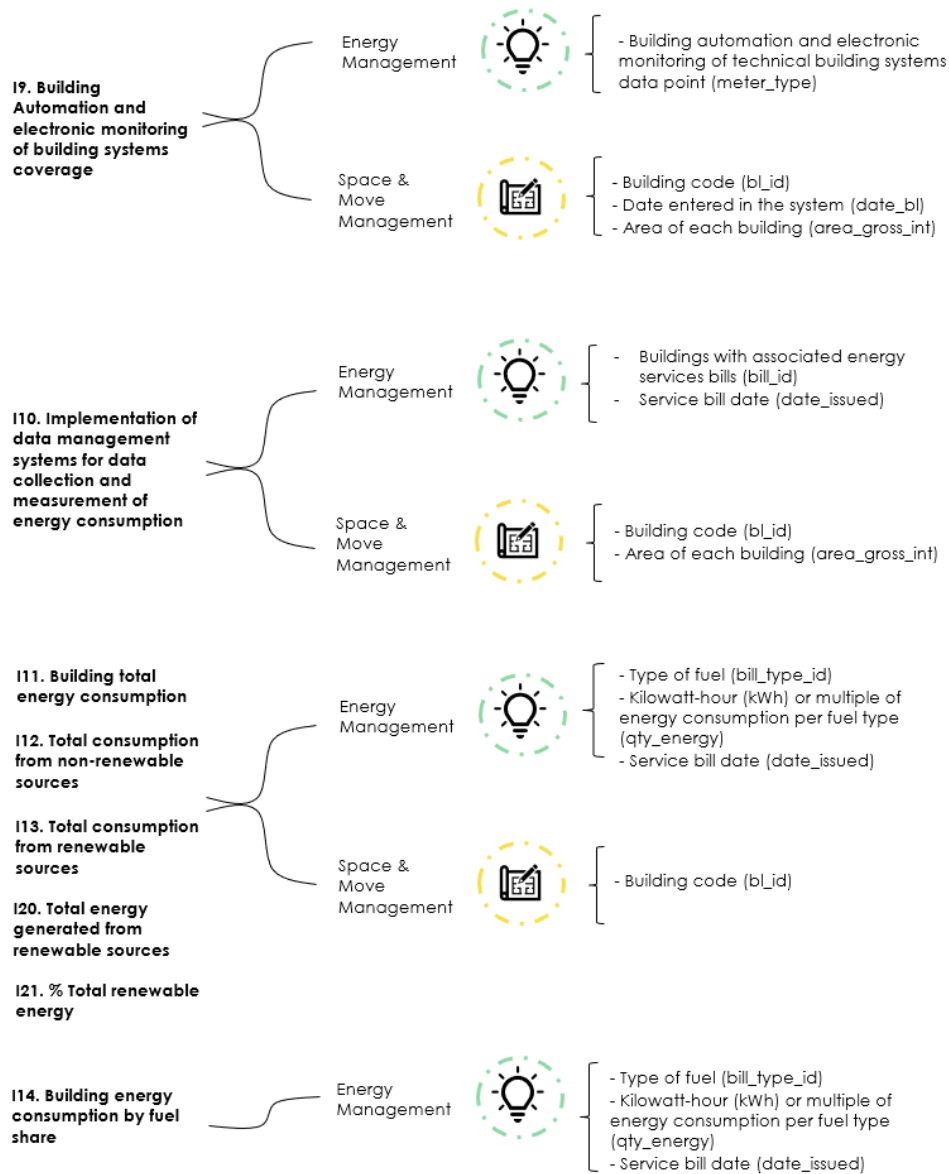 I9. Building
Automation and
electronic monitoring
of building systems
coverage
Energy
Management
- Building automation and electronic
monitoring of technical building systems
data point (meter_type)
Space &
Move
Management
- Building code (bl_id)
- Date entered in the system (date_bl)
- Area of each building (area_gross_int)
I10. Implementation of
data management
systems for data
collection and
measurement of
energy consumption
Energy
Management
- Buildings with associated energy
services bills (bill_id)
- Service bill date (date_issued)
Space &
Move
Management
- Building code (bl_id)
- Area of each building (area_gross_int)
I11. Building total
energy consumption
I12. Total consumption
from non-renewable
sources
I13. Total consumption
from renewable
sources
I20. Total energy
generated from
renewable sources
I21. % Total renewable
energy
Energy
Management
- Type of fuel (bill_type_id)
- Kilowatt-hour (kWh) or multiple of
energy consumption per fuel type
(qty_energy)
- Service bill date (date_issued)
Space &
Move
Management
- Building code (bl_id)
I14. Building energy
consumption by fuel
share
Energy
Management
- Type of fuel (bill_type_id)
- Kilowatt-hour (kWh) or multiple of
energy consumption per fuel type
(qty_energy)
- Service bill date (date_issued)